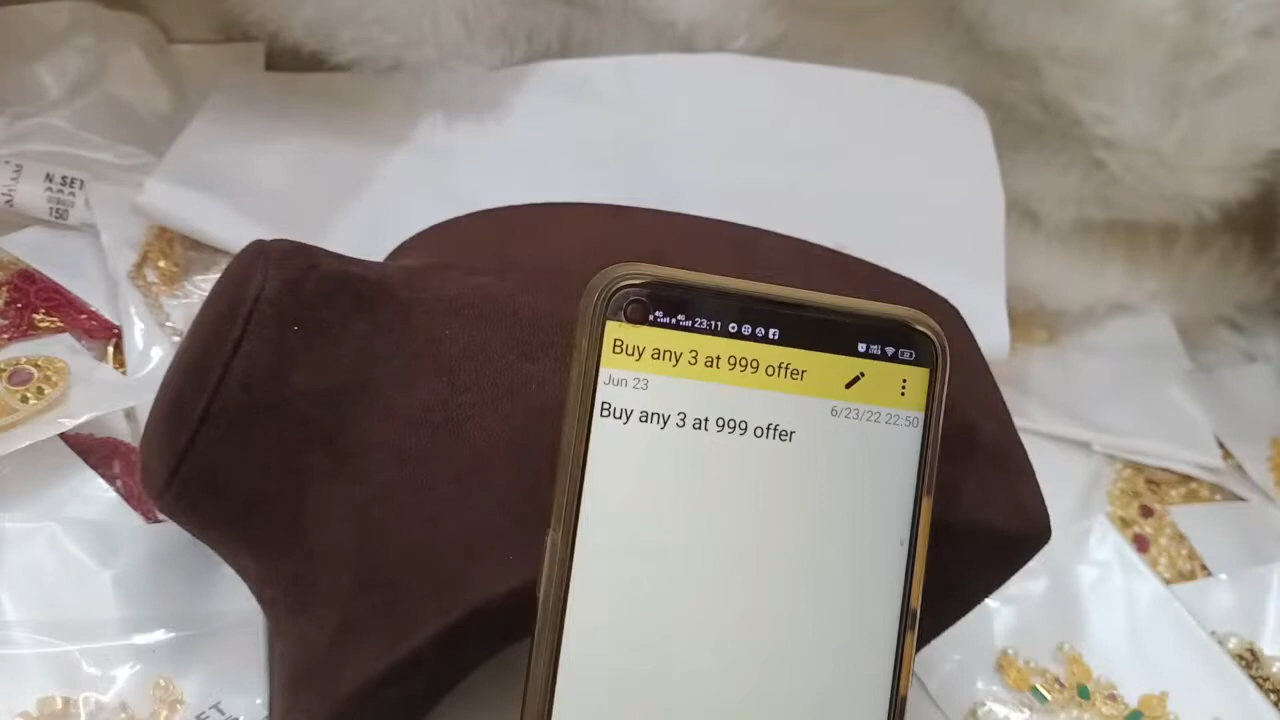 N.SET
AAA
150
23:11
Buy any 3 at 999 offer
Jun 23
6/23/22 22:50
Buy any 3 at 999 offer